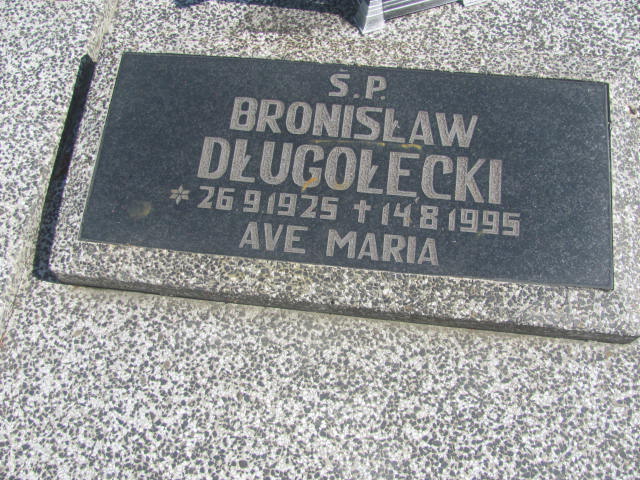 Ś.P.
BRONISŁAW
DŁUGOŁĘCKI
* 26.9.1925 ✝ 14.8.1995
AVE MARIA